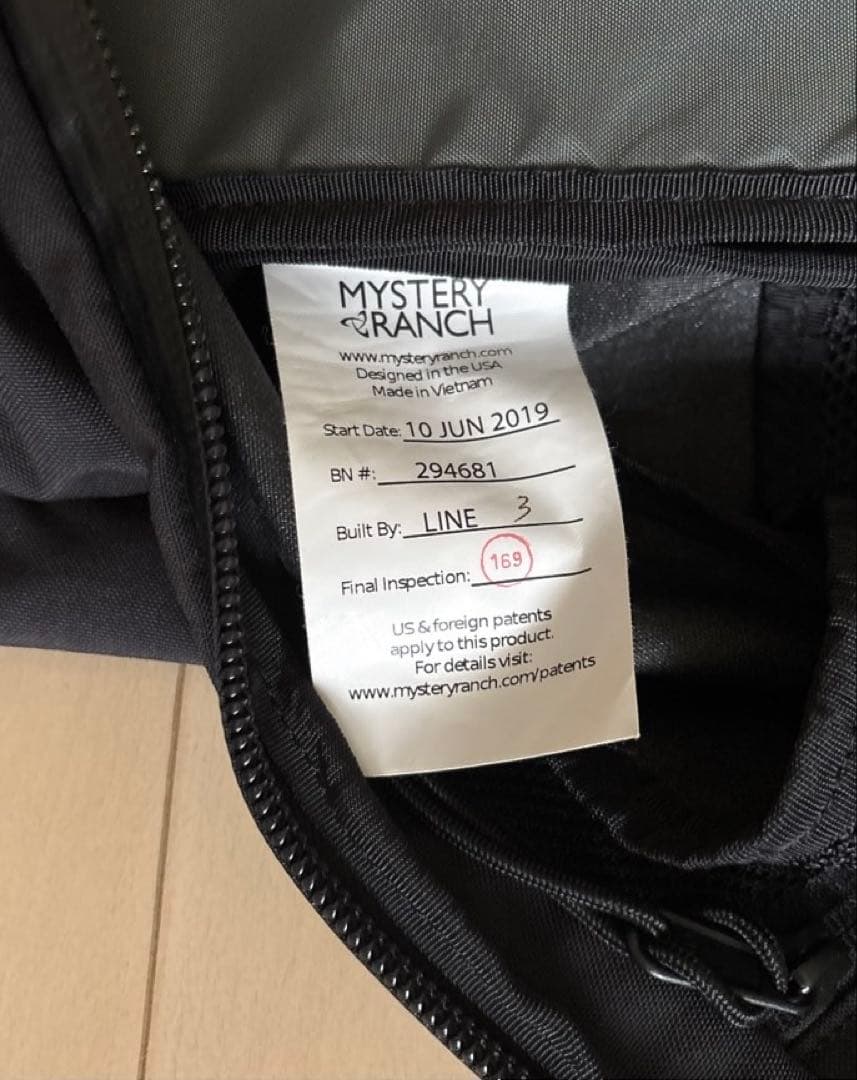 MYSTERY
RANCH
www.mysteryranch.com
Designed in the USA
Made in Vietnam
Start Date: 10 JUN 2019
BN #: 294681
Built By: LINE 3
Final Inspection: 169
US & foreign patents
apply to this product.
For details visit:
www.mysteryranch.com/patents